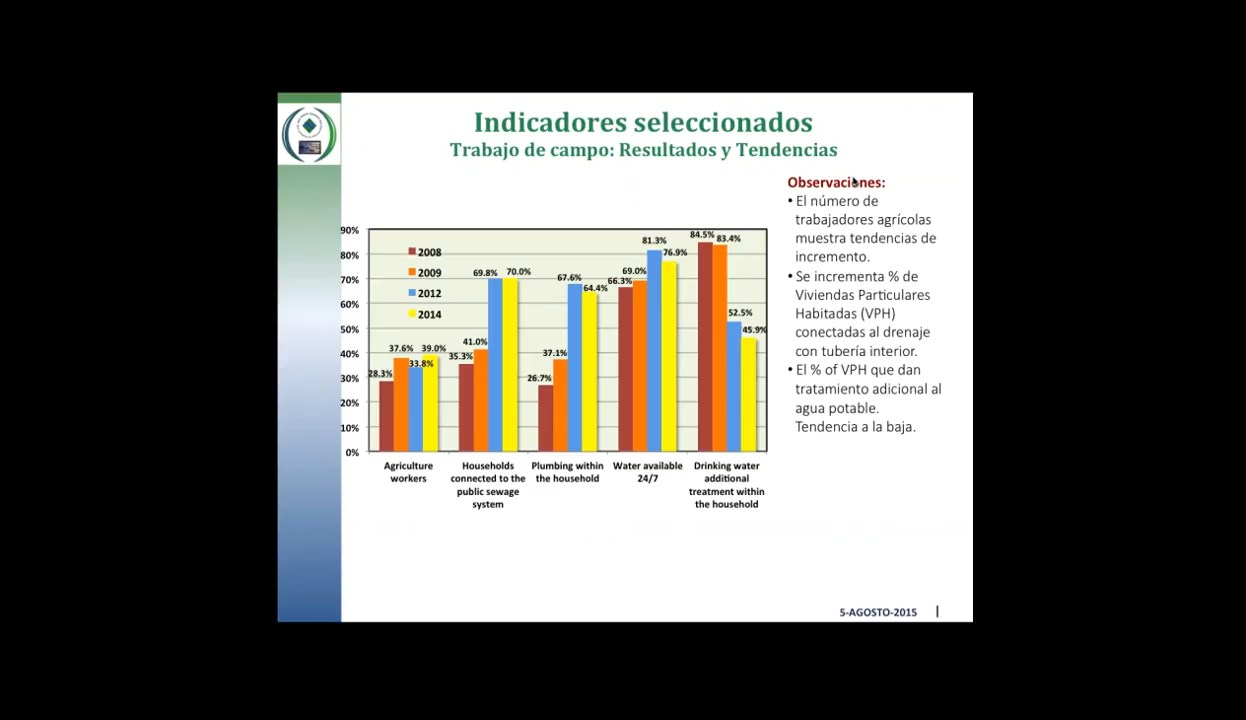 Indicadores seleccionados
Trabajo de campo: Resultados y Tendencias
Observaciones:
• El número de
trabajadores agrícolas
muestra tendencias de
incremento.
• Se incrementa % de
Viviendas Particulares
Habitadas (VPH)
conectadas al drenaje
con tubería interior.
• El % of VPH que dan
tratamiento adicional al
agua potable.
Tendencia a la baja.
90%
80%
70%
60%
50%
40%
30%
20%
10%
0%
2008
2009
2012
2014
28.3%
37.6%
33.8%
39.0%
35.3%
41.0%
69.8%
70.0%
26.7%
37.1%
67.6%
64.4%
66.3%
69.0%
81.3%
76.9%
84.5%
83.4%
52.5%
45.9%
Agriculture
workers
Households
connected to the
public sewage
system
Plumbing within
the household
Water available
24/7
Drinking water
additional
treatment within
the household
5-AGOSTO-2015 |